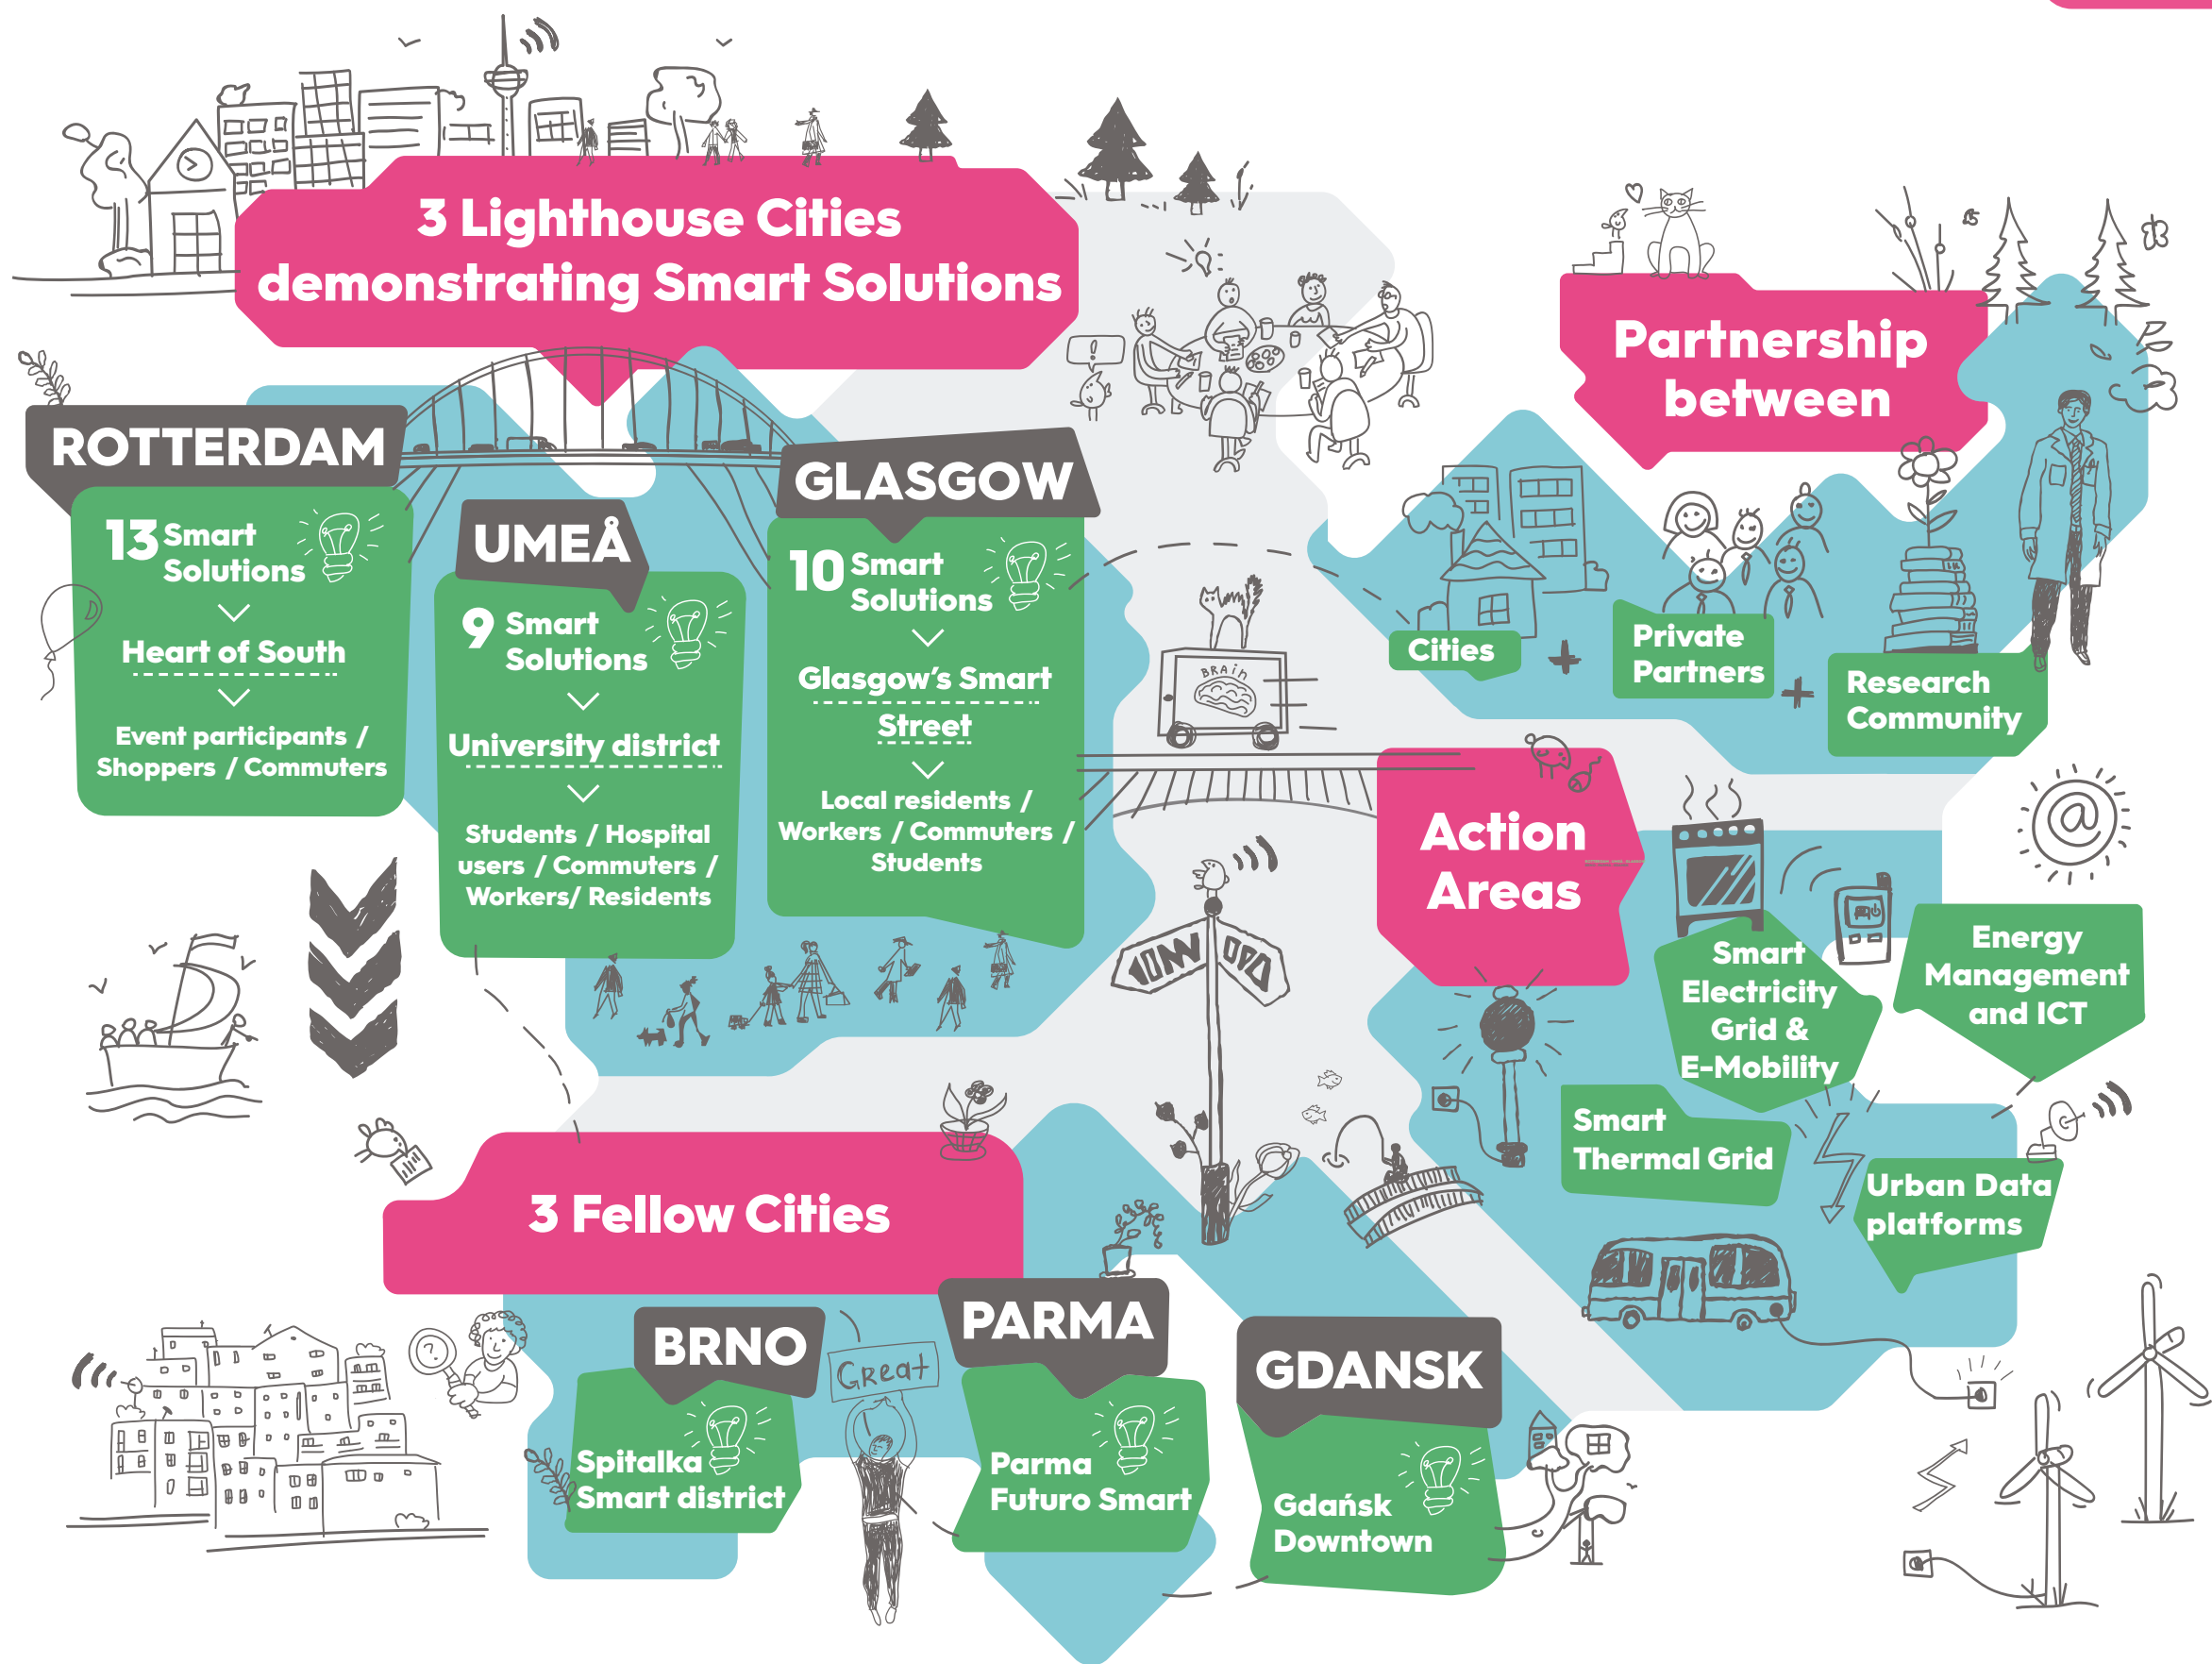 3 Lighthouse Cities
demonstrating Smart Solutions
ROTTERDAM
13 Smart
Solutions
Heart of South
Event participants /
Shoppers / Commuters
UMEÅ
9 Smart
Solutions
University district
Students / Hospital
users / Commuters /
Workers/ Residents
GLASGOW
10 Smart
Solutions
Glasgow's Smart
Street
Local residents /
Workers / Commuters /
Students
!
BRAIN
Partnership
between
Cities
+
Private
Partners
+
Research
Community
Action
Areas
Smart
Electricity
Grid &
E-Mobility
Energy
Management
and ICT
Smart
Thermal Grid
Urban Data
platforms
@
3 Fellow Cities
BRNO
Spitalka
Smart district
GReat
PARMA
Parma
Futuro Smart
GDANSK
Gdańsk
Downtown